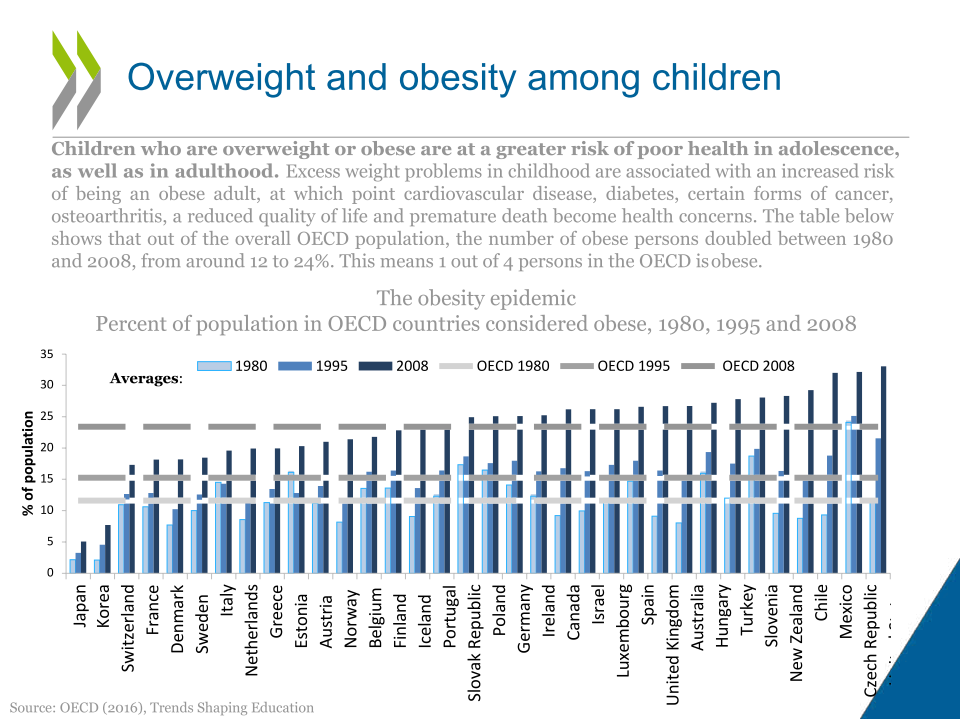 Overweight and obesity among children
Children who are overweight or obese are at a greater risk of poor health in adolescence,
as well as in adulthood. Excess weight problems in childhood are associated with an increased risk
of being an obese adult, at which point cardiovascular disease, diabetes, certain forms of cancer,
osteoarthritis, a reduced quality of life and premature death become health concerns. The table below
shows that out of the overall OECD population, the number of obese persons doubled between 1980
and 2008, from around 12 to 24%. This means 1 out of 4 persons in the OECD is obese.
The obesity epidemic
Percent of population in OECD countries considered obese, 1980, 1995 and 2008
Averages:
1980
1995
2008
OECD 1980
OECD 1995
OECD 2008
% of population
35
30
25
20
15
10
5
0
Japan
Korea
Switzerland
France
Denmark
Sweden
Italy
Netherlands
Greece
Estonia
Austria
Norway
Belgium
Finland
Iceland
Portugal
Slovak Republic
Poland
Germany
Ireland
Canada
Israel
Luxembourg
Spain
United Kingdom
Australia
Hungary
Turkey
Slovenia
New Zealand
Chile
Mexico
Czech Republic
Source: OECD (2016), Trends Shaping Education